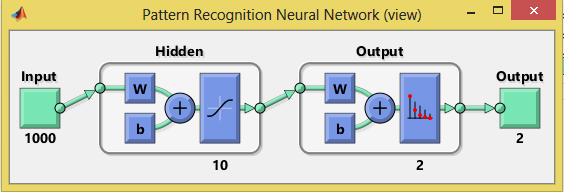 Pattern Recognition Neural Network (view)
Hidden
Output
Input
W
b
+
W
b
+
Output
1000
10
2
2